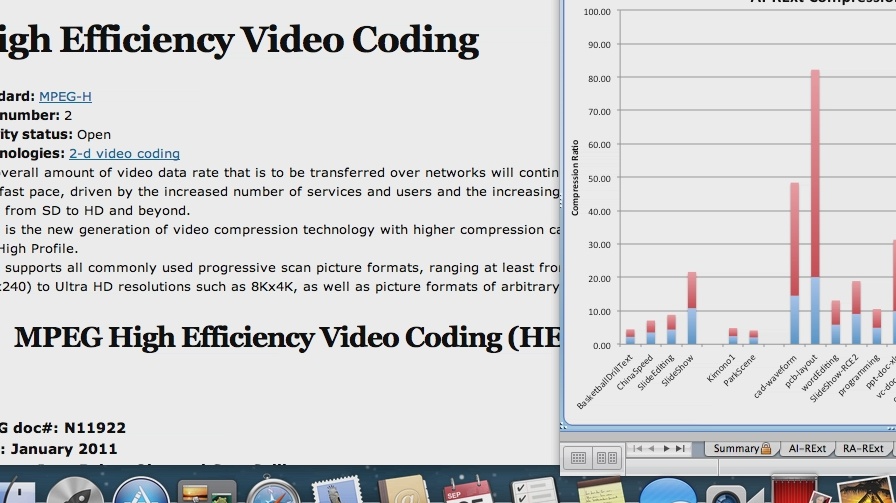 igh Efficiency Video Coding
dard: MPEG-H
number: 2
ity status: Open
nologies: 2-d video coding
verall amount of video data rate that is to be transferred over networks will contin
fast pace, driven by the increased number of services and users and the increasing
from SD to HD and beyond.
is the new generation of video compression technology with higher compression ca
High Profile.
supports all commonly used progressive scan picture formats, ranging at least fro
x240) to Ultra HD resolutions such as 8Kx4K, as well as picture formats of arbitrary
MPEG High Efficiency Video Coding (HE
G doc#: N11922
: January 2011
100.00
90.00
80.00
70.00
60.00
50.00
40.00
30.00
20.00
10.00
0.00
Compression Ratio
BasketballDrillText
ChinaSpeed
SlideEditing
SlideShow
Kimono1
ParkScene
cad-waveform
pcb-layout
wordEditing
SlideShow-RCE2
programming
ppt-doc-x
vc-doc
Summary
AI-RExt
RA-RExt
SEP